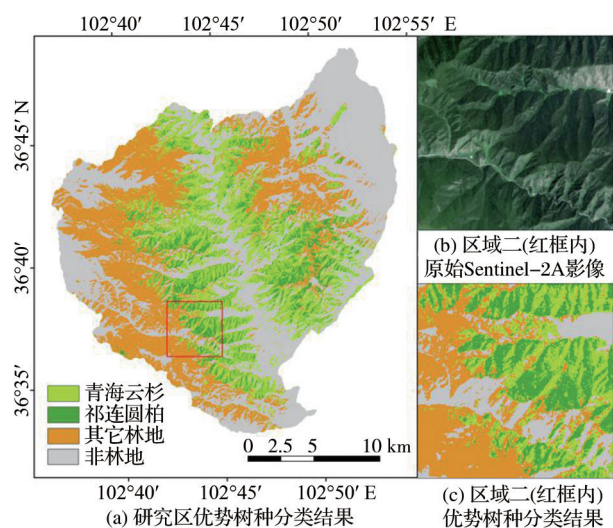 102°40′ 102°45′ 102°50′ 102°55′ E
36°45′ N
36°40′
36°35′
青海云杉
祁连圆柏
其它林地
非林地
0 2.5 5 10 km
102°40′ 102°45′ 102°50′ E
(a) 研究区优势树种分类结果
(b) 区域二(红框内)
原始Sentinel-2A影像
(c) 区域二(红框内)
优势树种分类结果